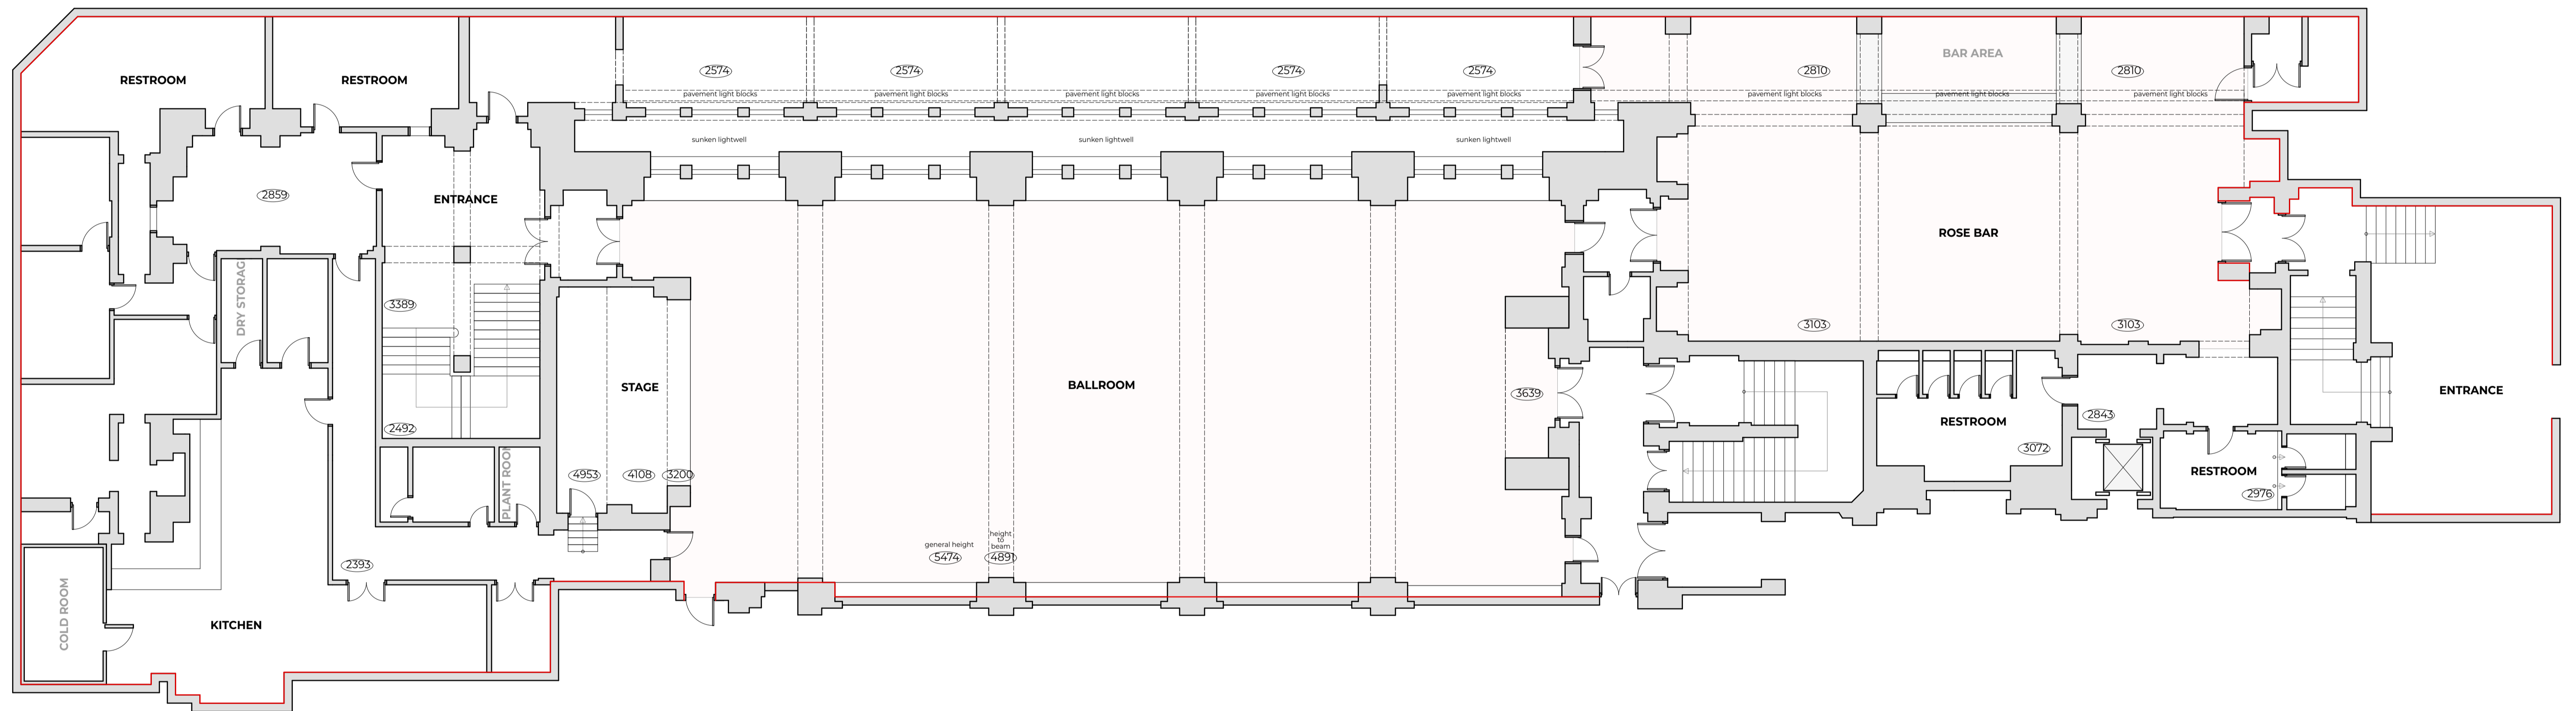 BAR AREA
2574
2574
2574
2574
2810
2810
RESTROOM
RESTROOM
pavement light blocks
pavement light blocks
pavement light blocks
pavement light blocks
pavement light blocks
pavement light blocks
pavement light blocks
pavement light blocks
sunken lightwell
sunken lightwell
sunken lightwell
2859
ENTRANCE
ROSE BAR
DRY STORAG
3389
3103
3103
STAGE
BALLROOM
3639
ENTRANCE
2843
RESTROOM
2492
3072
4953
4108
3200
PLANT ROO
RESTROOM
2976
height
to
beam
general height
5474
4891
2393
COLD ROOM
KITCHEN